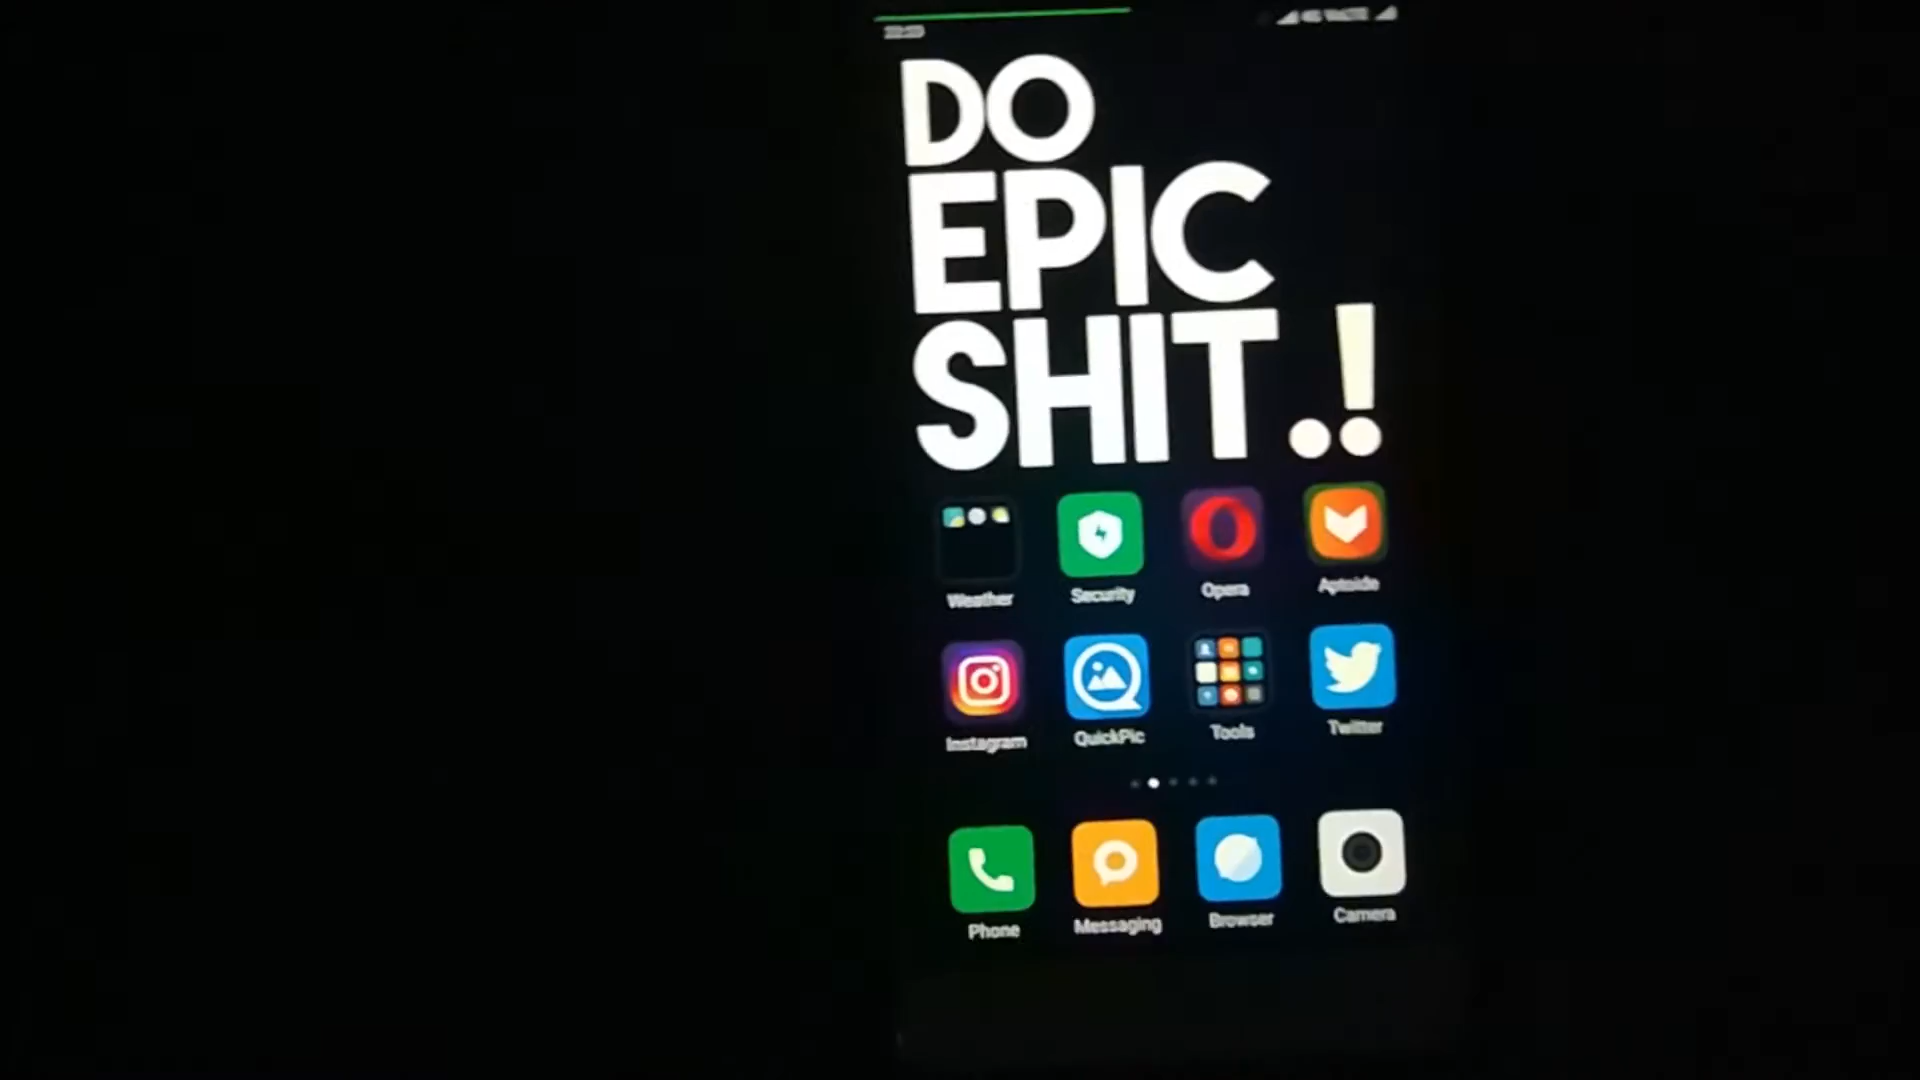 DO
EPIC
SHIT.!
Weather Security Opera Aptoide
Instagram QuickPic Tools Twitter
Phone Messaging Browser Camera